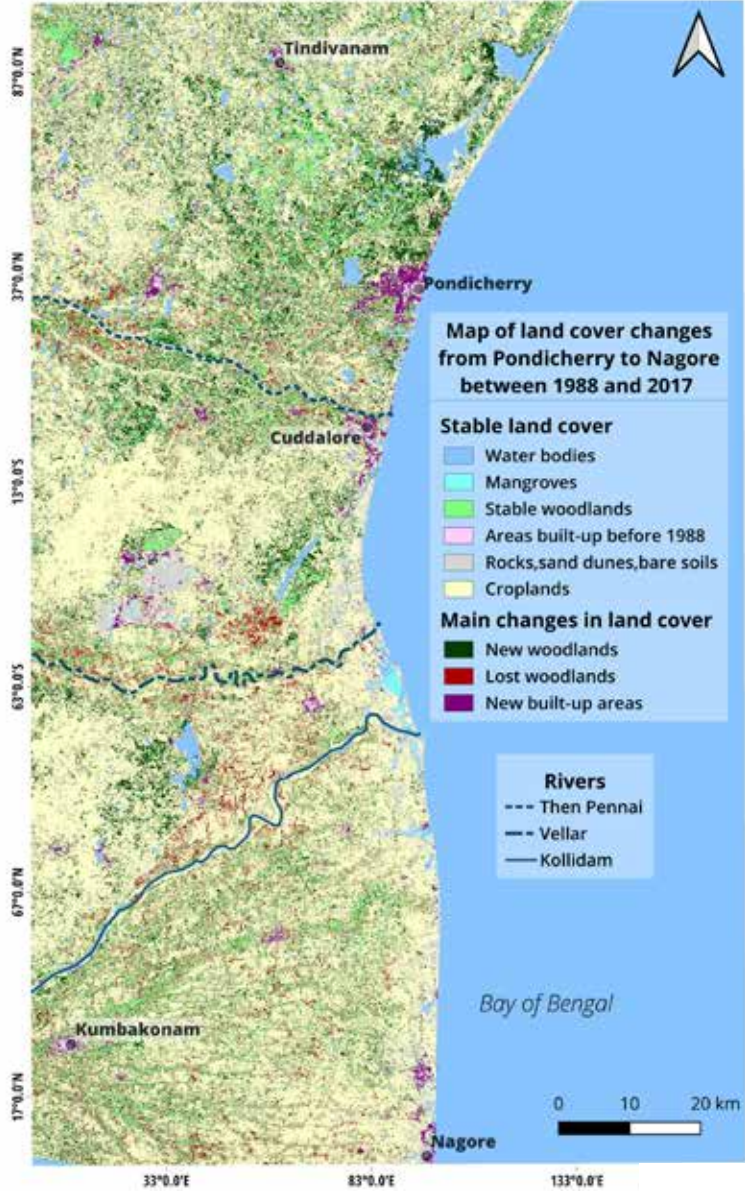 Tindivanam
Pondicherry
Map of land cover changes
from Pondicherry to Nagore
between 1988 and 2017
Stable land cover
Water bodies
Mangroves
Stable woodlands
Areas built-up before 1988
Rocks,sand dunes,bare soils
Croplands
Main changes in land cover
New woodlands
Lost woodlands
New built-up areas
Cuddalore
Rivers
Then Pennai
Vellar
Kollidam
Bay of Bengal
Kumbakonam
Nagore
0 10 20 km
87°0.0'N
37°0.0'N
13°0.0'S
63°0.0'N
67°0.0'N
17°0.0'N
33°0.0'E
83°0.0'E
133°0.0'E